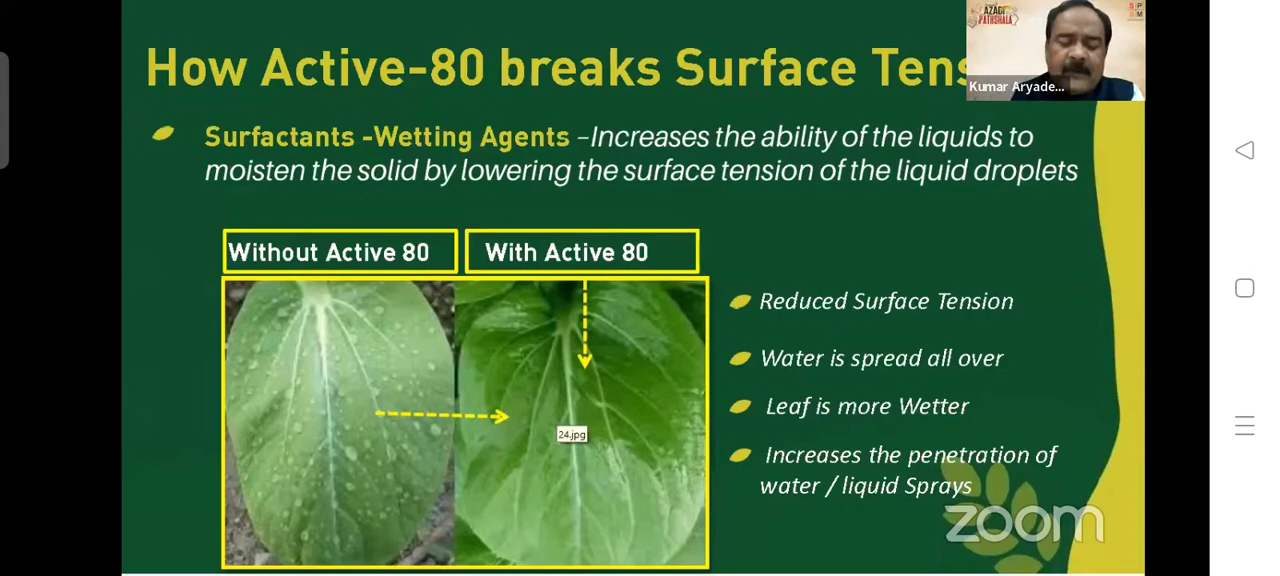 How Active-80 breaks Surface Tens
AZADI
PATHSHALA
S P
B M
Kumar Aryade...
Surfactants -Wetting Agents –Increases the ability of the liquids to
moisten the solid by lowering the surface tension of the liquid droplets
Without Active 80
With Active 80
Reduced Surface Tension
Water is spread all over
Leaf is more Wetter
24.jpg
Increases the penetration of
water / liquid Sprays
zoom